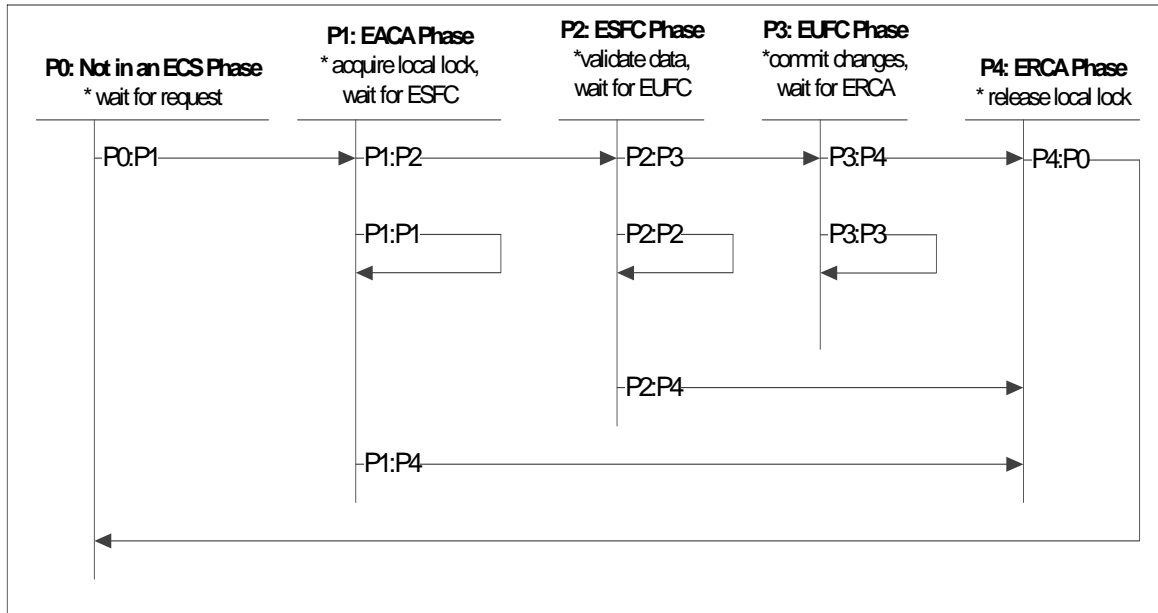 P0: Not in an ECS Phase
* wait for request
P1: EACA Phase
* acquire local lock,
wait for ESFC
P2: ESFC Phase
*validate data,
wait for EUFC
P3: EUFC Phase
*commit changes,
wait for ERCA
P4: ERCA Phase
* release local lock
P0:P1
P1:P2
P2:P3
P3:P4
P4:P0
P1:P1
P2:P2
P3:P3
P2:P4
P1:P4